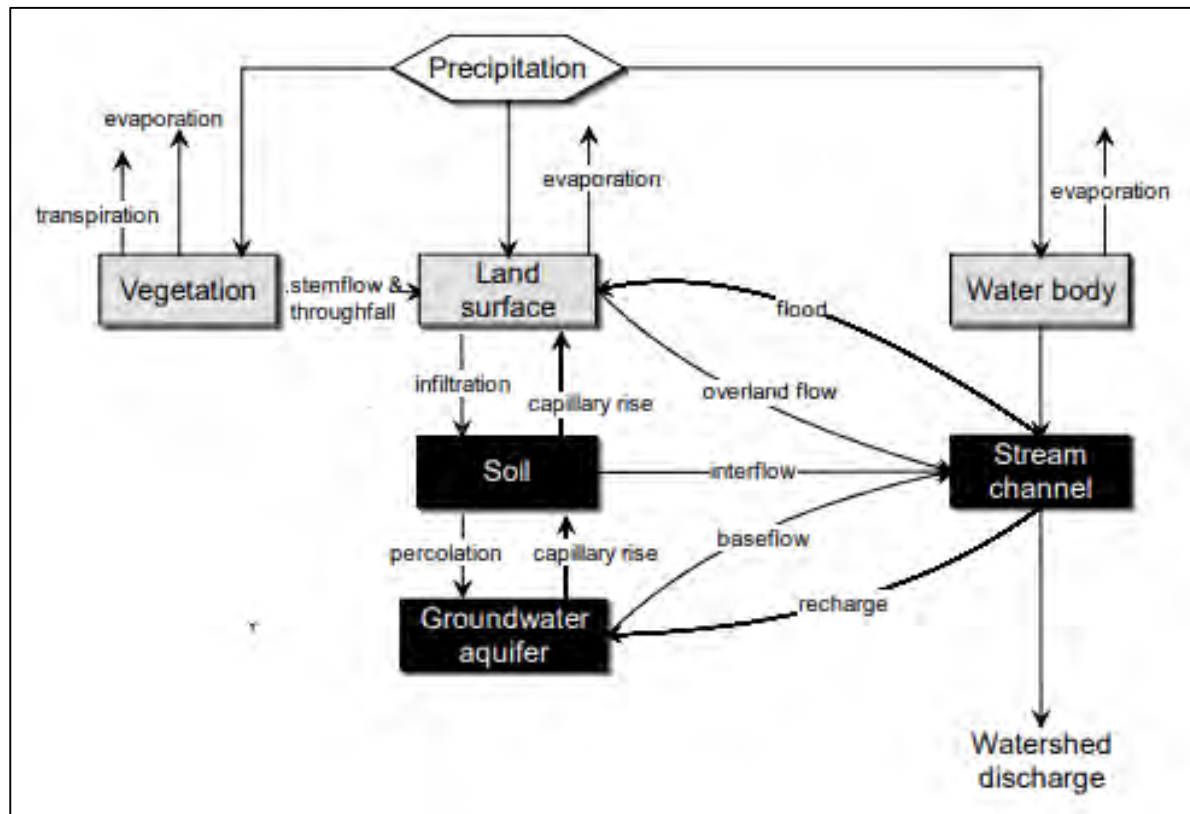 Precipitation
evaporation
evaporation
evaporation
transpiration
Vegetation
.stemflow &
throughfall
Land
surface
Water body
flood
infiltration
capillary rise
overland flow
Soil
interflow
Stream
channel
percolation
capillary rise
baseflow
recharge
Groundwater
aquifer
Watershed
discharge